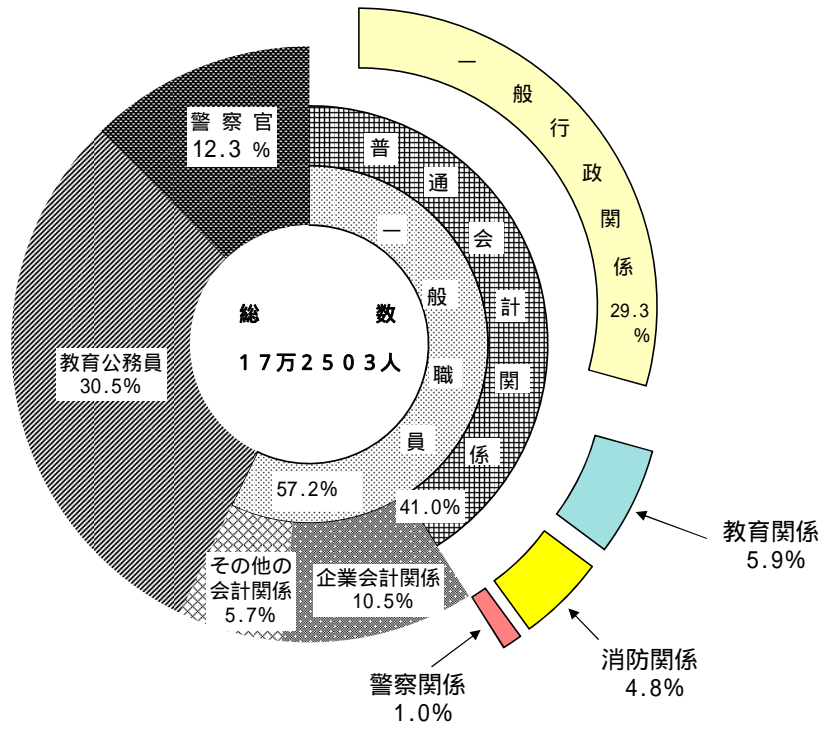 一般行政関係
29.3
%
警察官
12.3 %
普通会計関係
41.0%
一般職員
57.2%
総数
17万2503人
教育公務員
30.5%
その他の
会計関係
5.7%
企業会計関係
10.5%
教育関係
5.9%
消防関係
4.8%
警察関係
1.0%